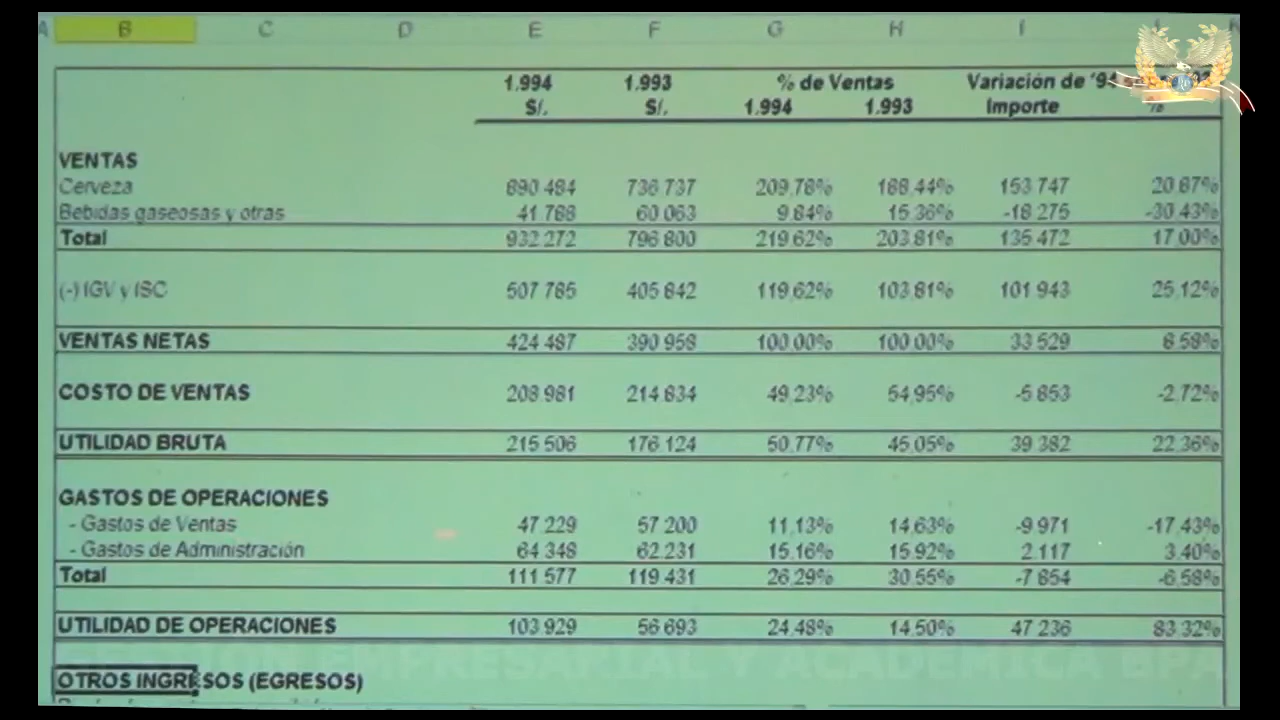 A B C D E F G H I
1.994 1.993 % de Ventas Variación de '94
S/. S/. 1.994 1.993 Importe %
VENTAS
Cerveza 890 484 736 737 209,78% 188,44% 153 747 20,87%
Bebidas gaseosas y otras 41 788 60 063 9,84% 15,36% -18 275 -30,43%
Total 932 272 796 800 219,62% 203,81% 135 472 17,00%
(-) IGV y ISC 507 785 405 842 119,62% 103,81% 101 943 25,12%
VENTAS NETAS 424 487 390 958 100,00% 100,00% 33 529 8,58%
COSTO DE VENTAS 208 981 214 834 49,23% 54,95% -5 853 -2,72%
UTILIDAD BRUTA 215 506 176 124 50,77% 45,05% 39 382 22,36%
GASTOS DE OPERACIONES
- Gastos de Ventas 47 229 57 200 11,13% 14,63% -9 971 -17,43%
- Gastos de Administración 64 348 62 231 15,16% 15,92% 2 117 3,40%
Total 111 577 119 431 26,29% 30,55% -7 854 -6,58%
UTILIDAD DE OPERACIONES 103 929 56 693 24,48% 14,50% 47 236 83,32%
EMPRESARIAL Y ACADEMICA
OTROS INGRESOS (EGRESOS)